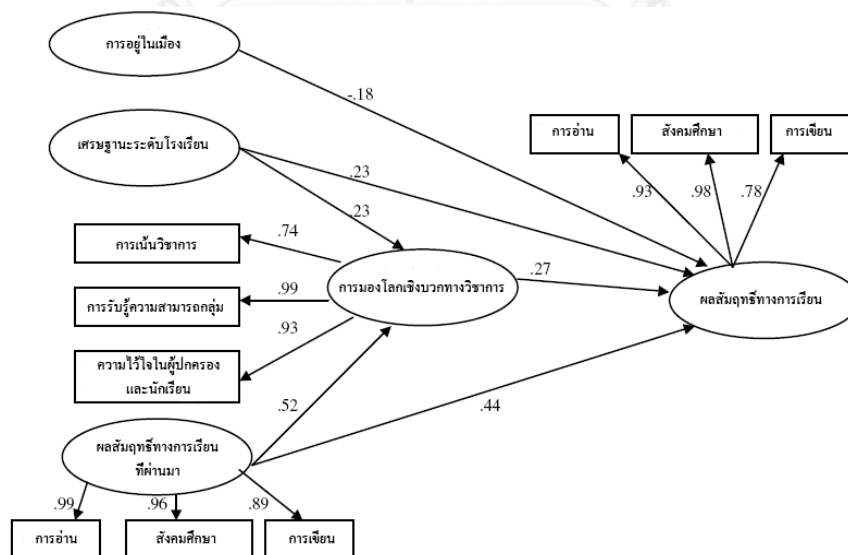 การอยู่ในเมือง
-.18
การอ่าน
สังคมศึกษา
การเขียน
เศรษฐานะระดับโรงเรียน
.23
.93
.98
.78
.23
.74
การเน้นวิชาการ
การมองโลกเชิงบวกทางวิชาการ
.27
.99
การรับรู้ความสามารถกลุ่ม
ผลสัมฤทธิ์ทางการเรียน
.93
ความไว้ใจในผู้ปกครอง
และนักเรียน
.52
.44
ผลสัมฤทธิ์ทางการเรียน
ที่ผ่านมา
.99
.96
.89
การอ่าน
สังคมศึกษา
การเขียน